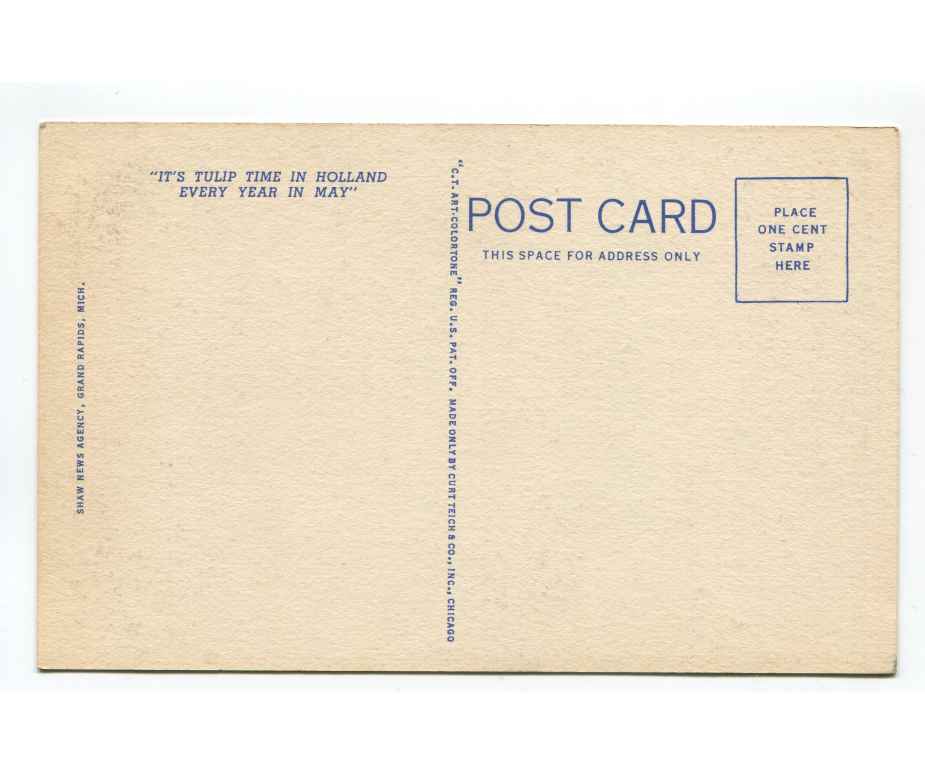 "IT'S TULIP TIME IN HOLLAND
EVERY YEAR IN MAY"
SHAW NEWS AGENCY, GRAND RAPIDS, MICH.
"C.T. ART-COLORTONE" REG. U.S. PAT. OFF. MADE ONLY BY CURT TEICH & CO., INC., CHICAGO
POST CARD
THIS SPACE FOR ADDRESS ONLY
PLACE
ONE CENT
STAMP
HERE